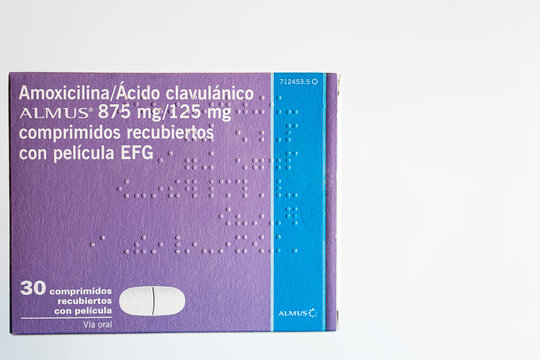 712453.5 O
Amoxicilina/Ácido clavulánico
ALMUS® 875 mg/125 mg
comprimidos recubiertos
con película EFG
30 comprimidos
recubiertos
con película
Vía oral
ALMUS